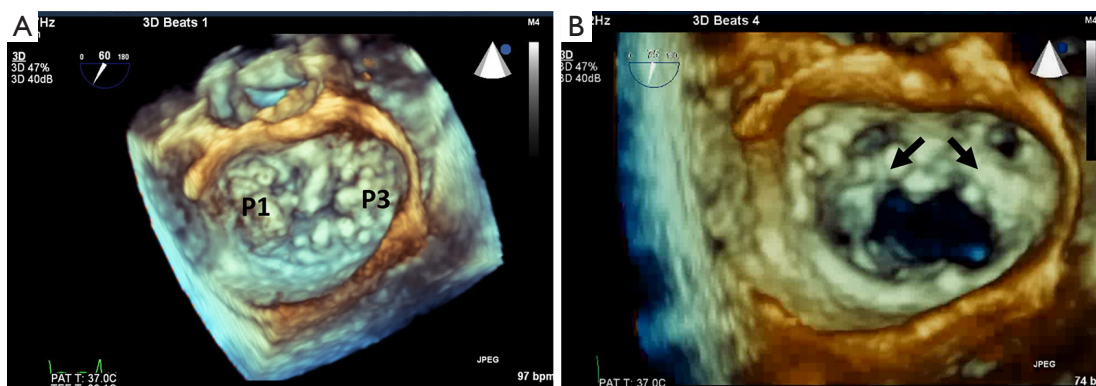 A
7Hz
3D Beats 1
M4
3D
3D 47%
3D 40dB
0 60 180
P1
P3
JPEG
PAT T: 37.0C
97 bpm
B
2Hz
3D Beats 4
M4
3D
3D 47%
3D 40dB
JPEG
PAT T: 37.0C
74 b